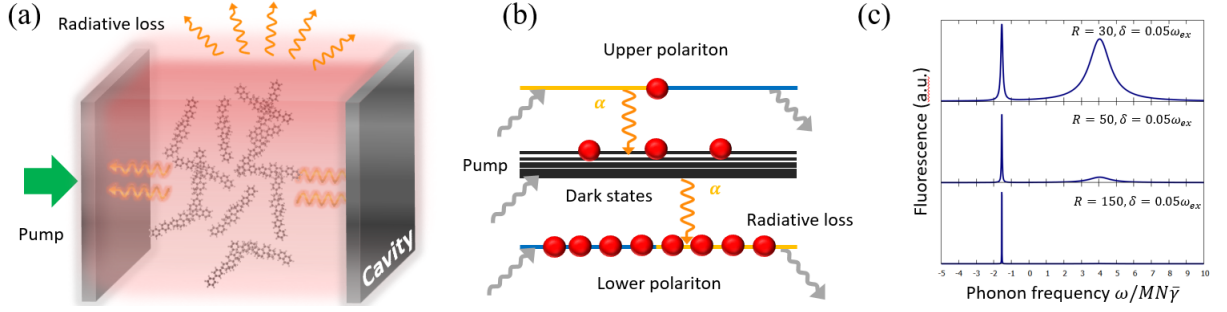 (a)
Radiative loss
Pump
Cavity
(b)
Upper polariton
α
Pump
Dark states
α
Radiative loss
Lower polariton
(c)
Fluorescence (a.u.)
R = 30, δ = 0.05ω_ex
R = 50, δ = 0.05ω_ex
R = 150, δ = 0.05ω_ex
-5 -4 -3 -2 -1 0 1 2 3 4 5 6 7 8 9 10
Phonon frequency ω/MNγ̄